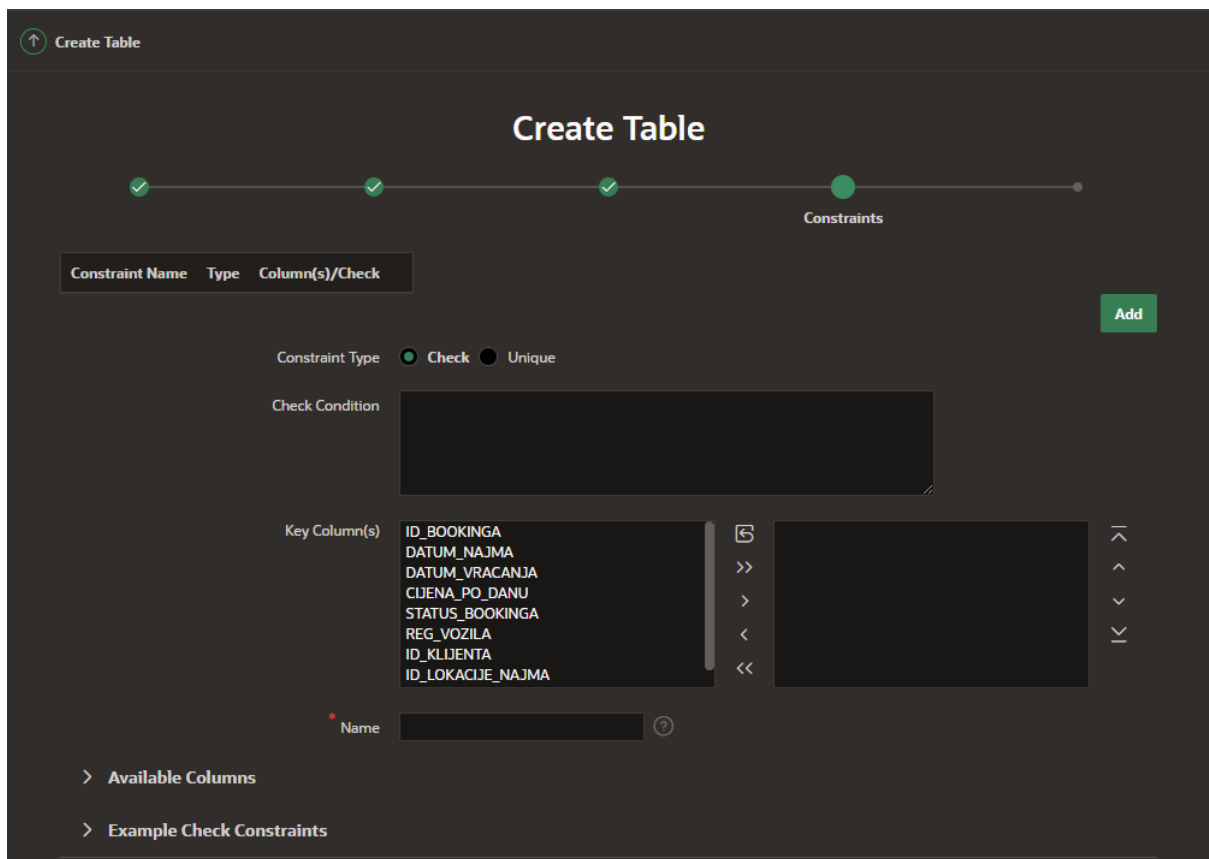 Create Table
Create Table
Constraints
Constraint Name Type Column(s)/Check
Add
Constraint Type Check Unique
Check Condition
Key Column(s)
ID_BOOKINGA
DATUM_NAJMA
DATUM_VRACANJA
CIJENA_PO_DANU
STATUS_BOOKINGA
REG_VOZILA
ID_KLIJENTA
ID_LOKACIJE_NAJMA
* Name
Available Columns
Example Check Constraints